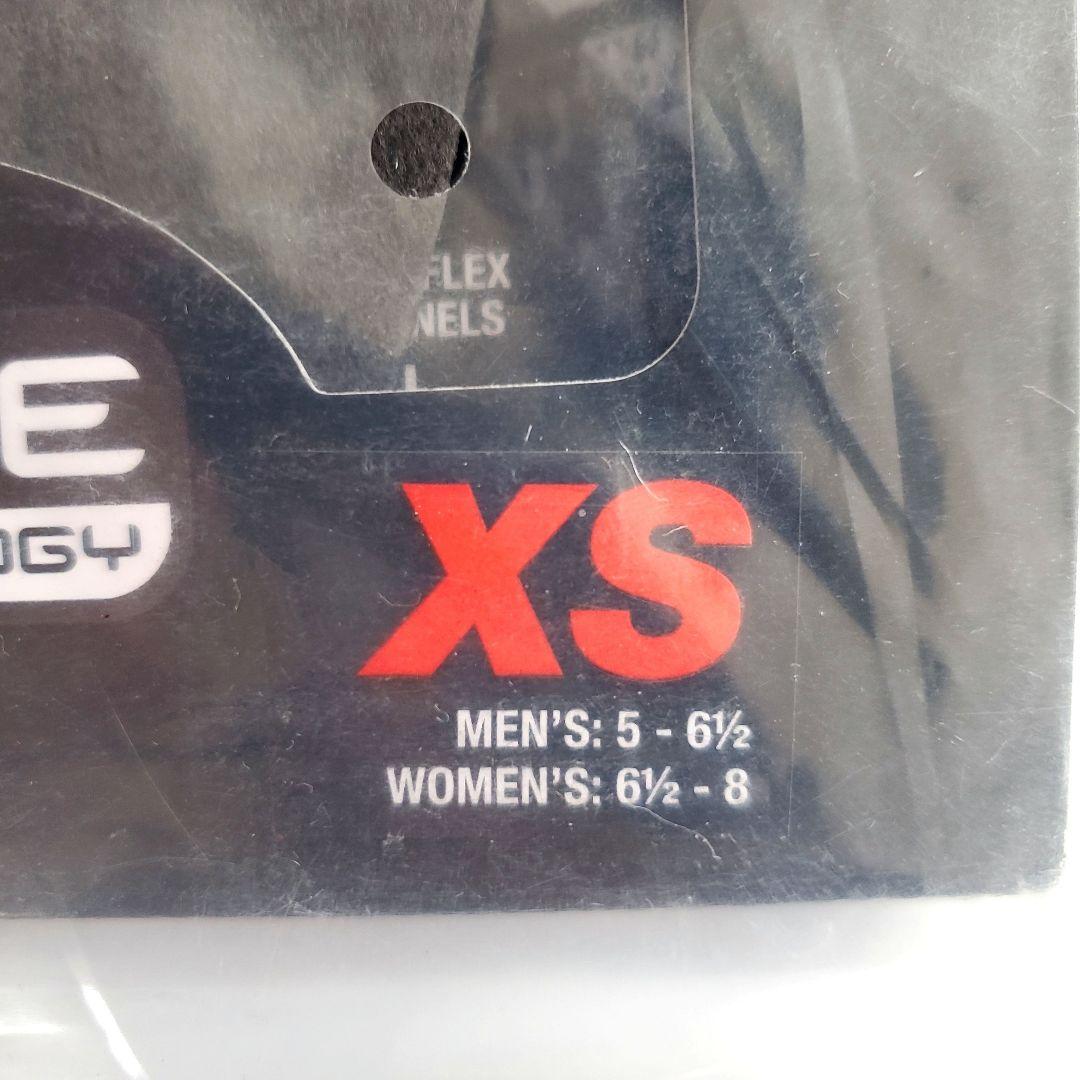 FLEX
NELS
E
OGY
XS
MEN'S: 5 - 6½
WOMEN'S: 6½ - 8